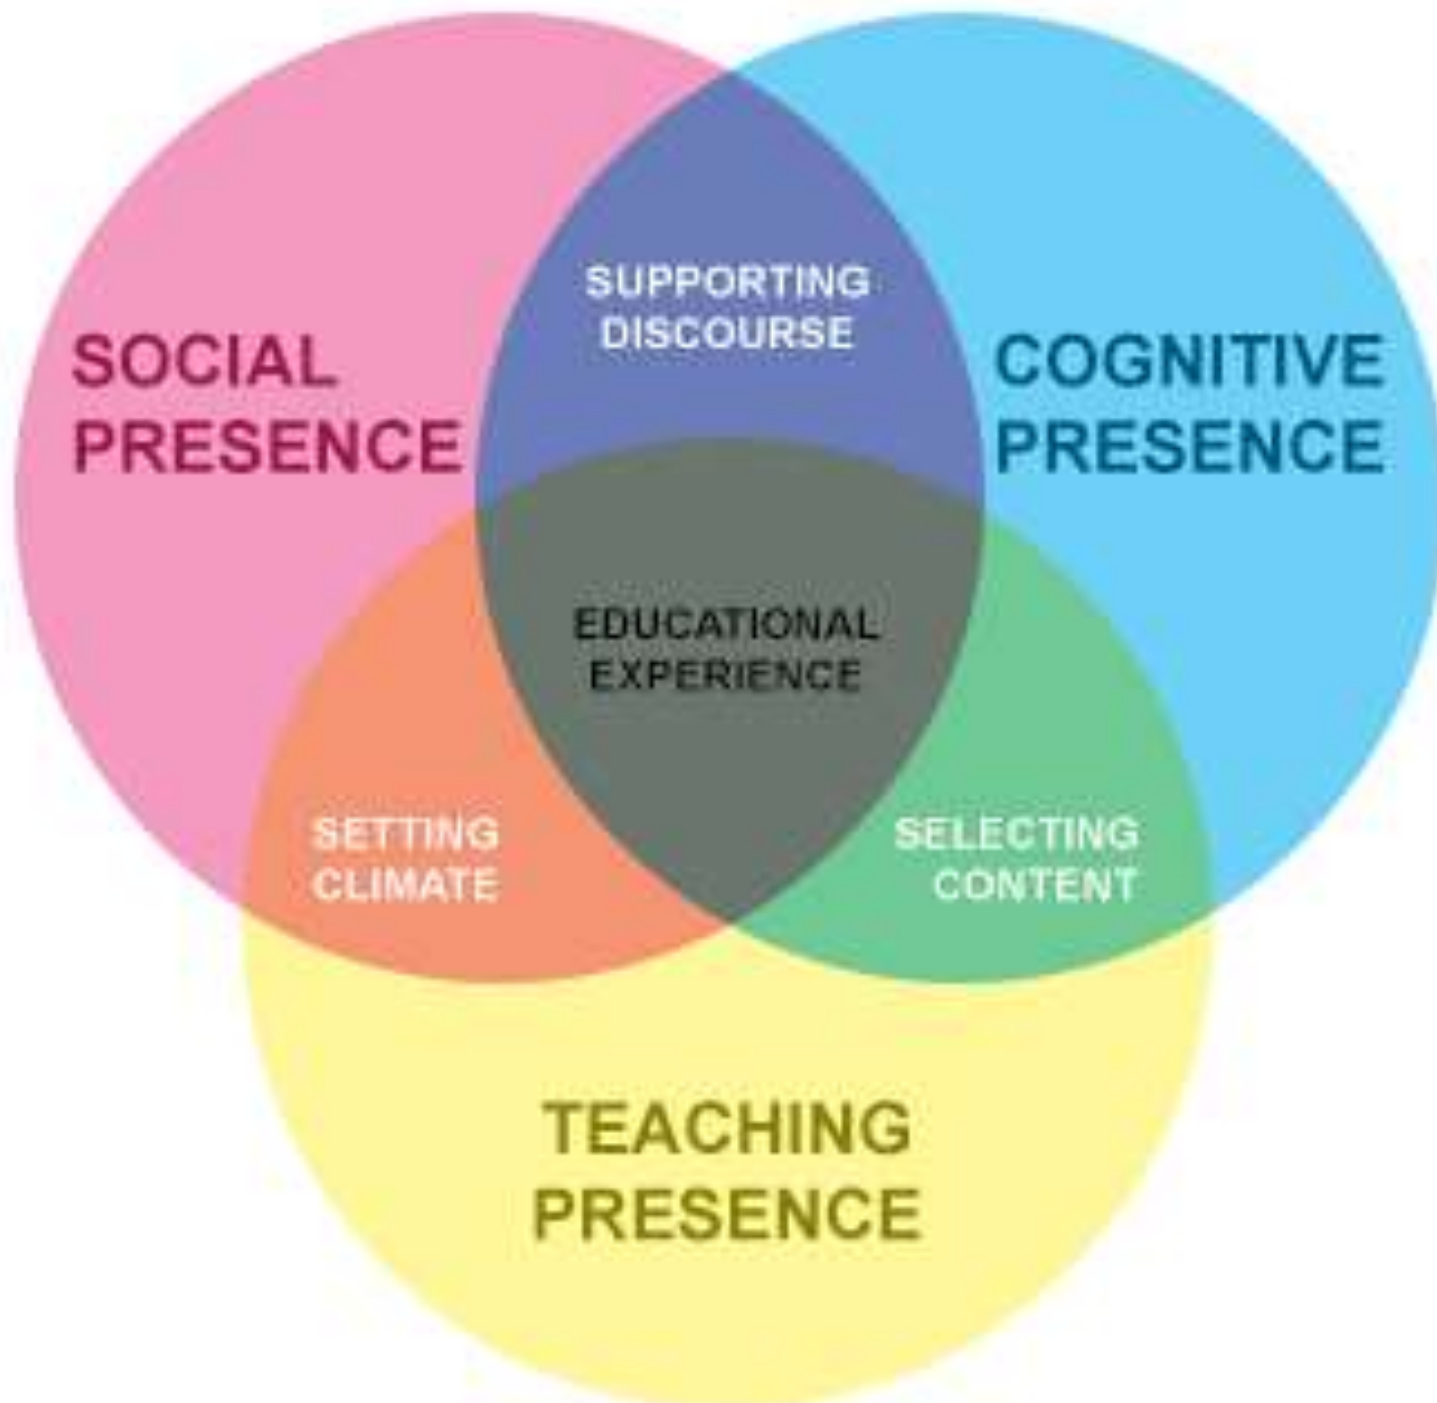 SUPPORTING
DISCOURSE
SOCIAL
PRESENCE
COGNITIVE
PRESENCE
EDUCATIONAL
EXPERIENCE
SETTING
CLIMATE
SELECTING
CONTENT
TEACHING
PRESENCE